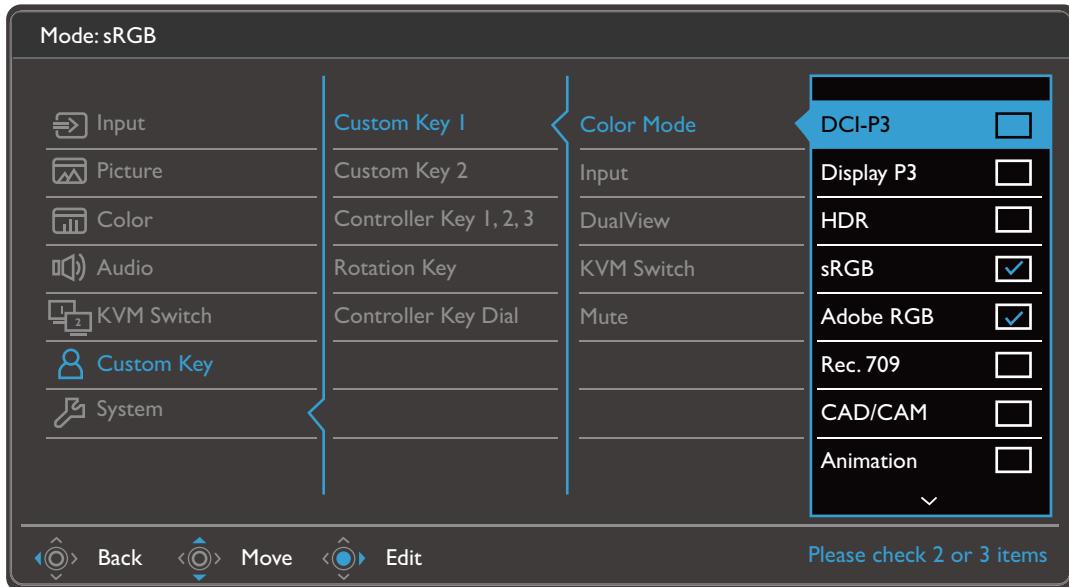 Mode: sRGB
Input
Picture
Color
Audio
1
2
KVM Switch
Custom Key
System
Custom Key 1
Custom Key 2
Controller Key 1, 2, 3
Rotation Key
Controller Key Dial
Color Mode
Input
DualView
KVM Switch
Mute
DCI-P3
Display P3
HDR
sRGB
Adobe RGB
Rec. 709
CAD/CAM
Animation
Back
Move
Edit
Please check 2 or 3 items